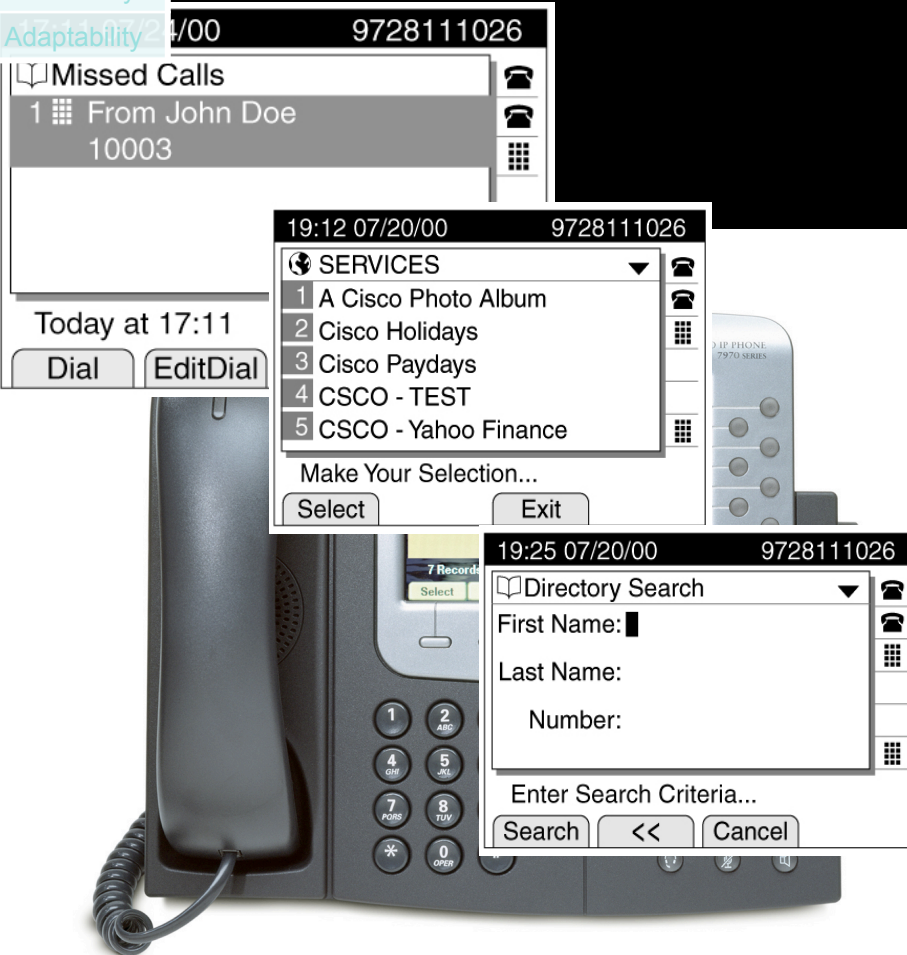 Adaptability
17:11 07/24/00 9728111026
Missed Calls
1 From John Doe
10003
Today at 17:11
Dial EditDial
19:12 07/20/00 9728111026
SERVICES
1 A Cisco Photo Album
2 Cisco Holidays
3 Cisco Paydays
4 CSCO - TEST
5 CSCO - Yahoo Finance
Make Your Selection...
Select Exit
IP PHONE
7970 SERIES
19:25 07/20/00 9728111026
Directory Search
First Name:
Last Name:
Number:
Enter Search Criteria...
Search << Cancel
7 Records
Select
1 2 ABC
4 GHI 5 JKL
7 PQRS 8 TUV
* 0 OPER